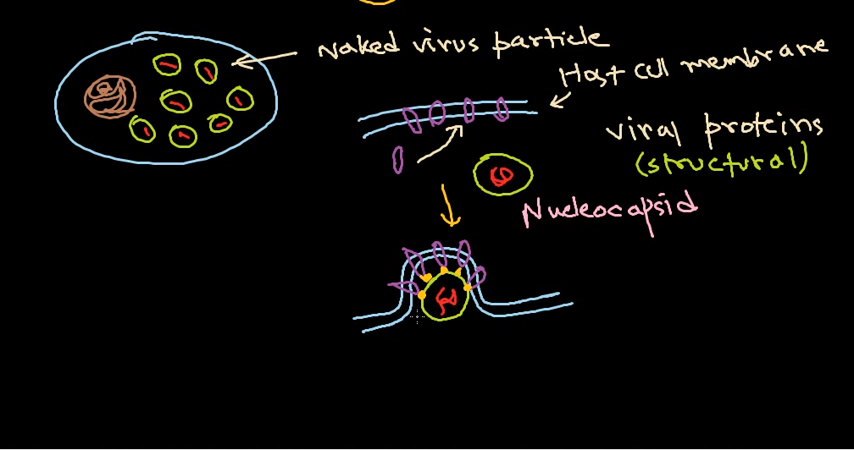 Naked virus particle
Host cell membrane
viral proteins
(structural)
Nucleocapsid